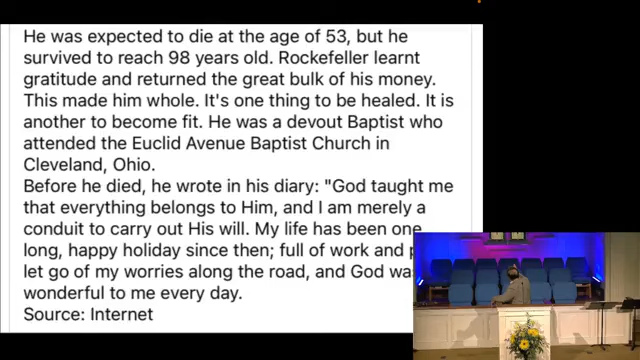 He was expected to die at the age of 53, but he
survived to reach 98 years old. Rockefeller learnt
gratitude and returned the great bulk of his money.
This made him whole. It's one thing to be healed. It is
another to become fit. He was a devout Baptist who
attended the Euclid Avenue Baptist Church in
Cleveland, Ohio.
Before he died, he wrote in his diary: "God taught me
that everything belongs to Him, and I am merely a
conduit to carry out His will. My life has been one
long, happy holiday since then; full of work and
let go of my worries along the road, and God was
wonderful to me every day.
Source: Internet